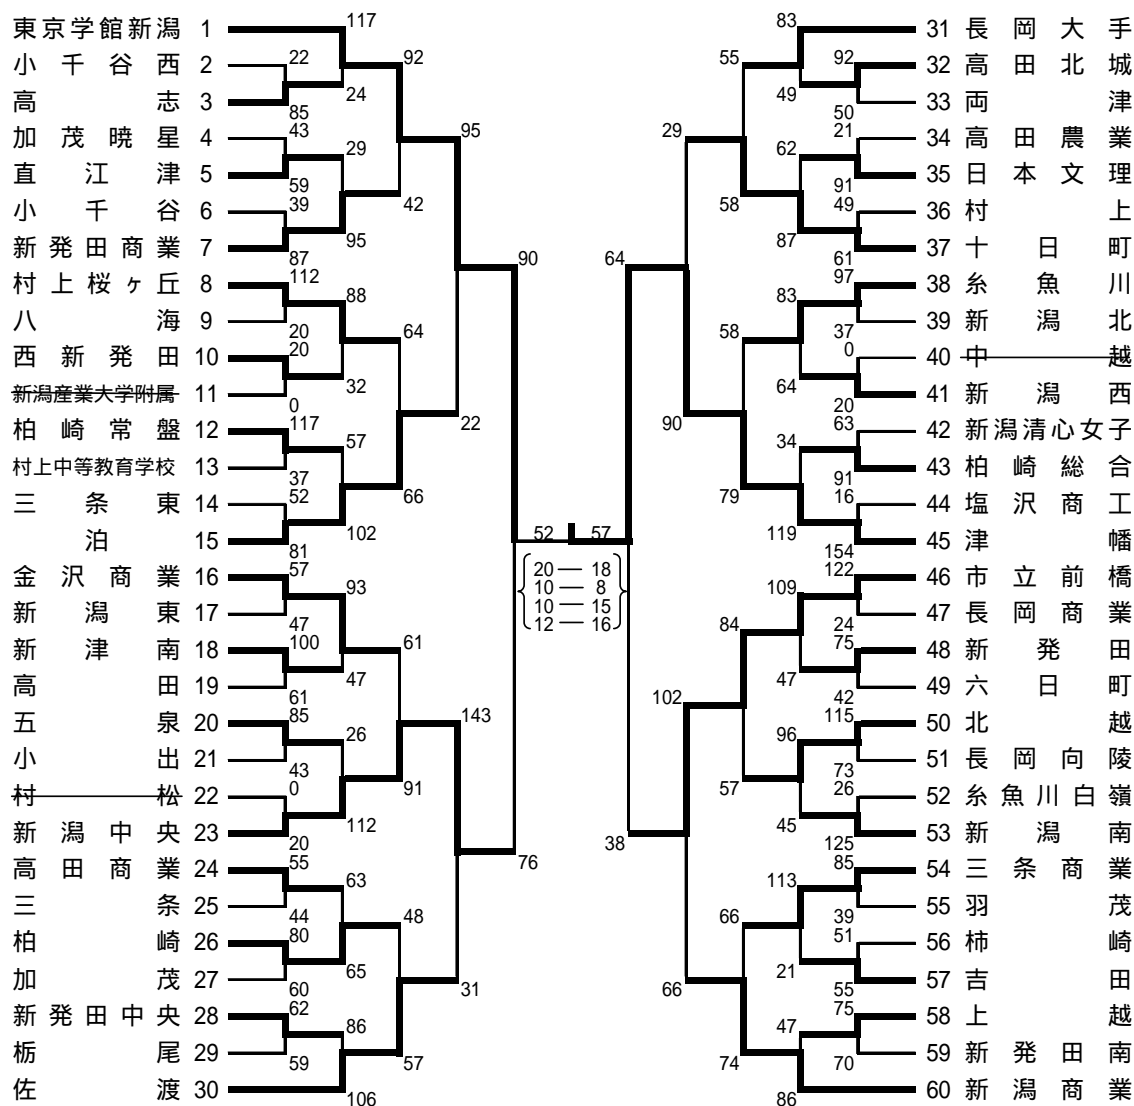 東京学館新潟 1
小千谷西 2
高志 3
加茂暁星 4
直江津 5
小千谷 6
新発田商業 7
村上桜ヶ丘 8
八海 9
西新発田 10
新潟産業大学附属 11
柏崎常盤 12
村上中等教育学校 13
三条東 14
泊 15
金沢商業 16
新潟東 17
新津南 18
高田 19
五泉 20
小出 21
村松 22
新潟中央 23
高田商業 24
三条 25
柏崎 26
加茂 27
新発田中央 28
栃尾 29
佐渡 30
22
85
43
59
39
87
112
20
20
0
117
37
52
81
57
47
100
61
85
43
0
20
55
44
80
60
62
59
117
24
29
95
88
32
57
102
93
47
26
112
63
65
86
106
92
42
64
66
61
91
48
57
95
22
143
31
90
76
52 57
20 — 18
10 — 8
10 — 15
12 — 16
64
38
29
90
102
66
55
58
58
79
84
57
66
74
83
49
62
87
83
64
34
119
109
47
96
45
113
21
47
86
92
50
21
91
49
61
97
37
0
20
63
91
16
154
122
24
75
42
115
73
26
125
85
39
51
55
75
70
31 長岡大手
32 高田北城
33 両津
34 高田農業
35 日本文理
36 村上
37 十日町
38 糸魚川
39 新潟北
40 中越
41 新潟西
42 新潟清心女子
43 柏崎総合
44 塩沢商工
45 津幡
46 市立前橋
47 長岡商業
48 新発田
49 六日町
50 北越
51 長岡向陵
52 糸魚川白嶺
53 新潟南
54 三条商業
55 羽茂
56 柿崎
57 吉田
58 上越
59 新発田南
60 新潟商業